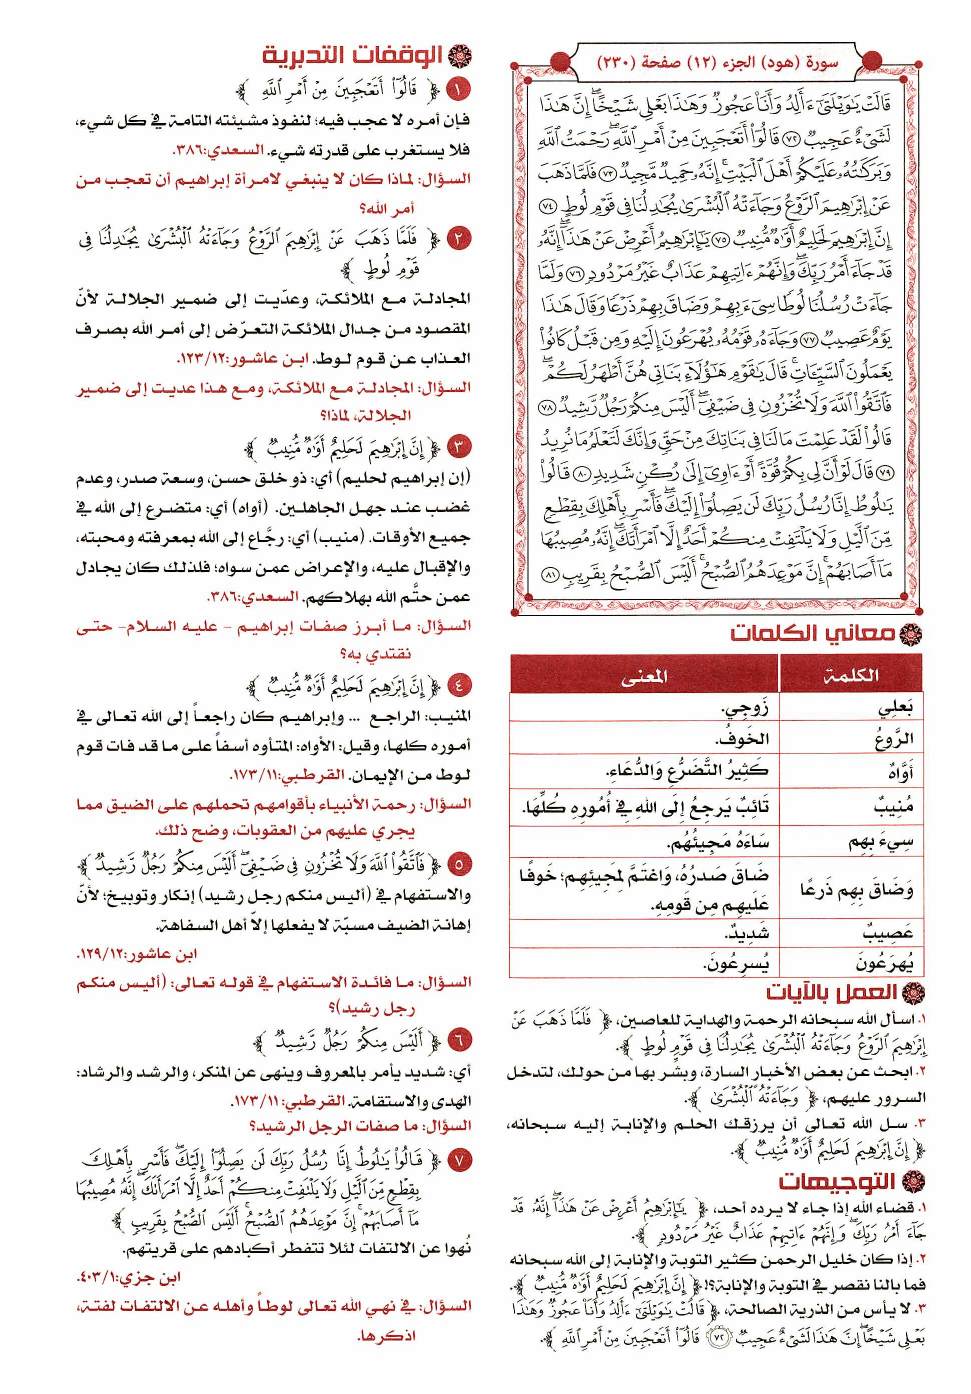 سورة (هود) الجزء (١٢) صفحة (٢٣٠)
قَالَتْ يَٰوَيْلَتَىٰٓ ءَأَلِدُ وَأَنَا۠ عَجُوزٌ وَهَٰذَا بَعْلِى شَيْخًا ۖ إِنَّ هَٰذَا
لَشَىْءٌ عَجِيبٌ ٧٢ قَالُوٓا۟ أَتَعْجَبِينَ مِنْ أَمْرِ ٱللَّهِ ۖ رَحْمَتُ ٱللَّهِ
وَبَرَكَٰتُهُۥ عَلَيْكُمْ أَهْلَ ٱلْبَيْتِ ۚ إِنَّهُۥ حَمِيدٌ مَّجِيدٌ ٧٣ فَلَمَّا ذَهَبَ
عَنْ إِبْرَٰهِيمَ ٱلرَّوْعُ وَجَآءَتْهُ ٱلْبُشْرَىٰ يُجَٰدِلُنَا فِى قَوْمِ لُوطٍ ٧٤
إِنَّ إِبْرَٰهِيمَ لَحَلِيمٌ أَوَّٰهٌ مُّنِيبٌ ٧٥ يَٰٓإِبْرَٰهِيمُ أَعْرِضْ عَنْ هَٰذَآ ۖ إِنَّهُۥ
قَدْ جَآءَ أَمْرُ رَبِّكَ ۖ وَإِنَّهُمْ ءَاتِيهِمْ عَذَابٌ غَيْرُ مَرْدُودٍ ٧٦ وَلَمَّا
جَآءَتْ رُسُلُنَا لُوطًا سِىٓءَ بِهِمْ وَضَاقَ بِهِمْ ذَرْعًا وَقَالَ هَٰذَا
يَوْمٌ عَصِيبٌ ٧٧ وَجَآءَهُۥ قَوْمُهُۥ يُهْرَعُونَ إِلَيْهِ وَمِن قَبْلُ كَانُوا۟
يَعْمَلُونَ ٱلسَّيِّـَٔاتِ ۚ قَالَ يَٰقَوْمِ هَٰٓؤُلَآءِ بَنَاتِى هُنَّ أَطْهَرُ لَكُمْ ۖ
فَٱتَّقُوا۟ ٱللَّهَ وَلَا تُخْزُونِ فِى ضَيْفِىٓ ۖ أَلَيْسَ مِنكُمْ رَجُلٌ رَّشِيدٌ ٧٨
قَالُوا۟ لَقَدْ عَلِمْتَ مَا لَنَا فِى بَنَاتِكَ مِنْ حَقٍّ وَإِنَّكَ لَتَعْلَمُ مَا نُرِيدُ
٧٩ قَالَ لَوْ أَنَّ لِى بِكُمْ قُوَّةً أَوْ ءَاوِىٓ إِلَىٰ رُكْنٍ شَدِيدٍ ٨٠ قَالُوا۟
يَٰلُوطُ إِنَّا رُسُلُ رَبِّكَ لَن يَصِلُوٓا۟ إِلَيْكَ ۖ فَأَسْرِ بِأَهْلِكَ بِقِطْعٍ
مِّنَ ٱلَّيْلِ وَلَا يَلْتَفِتْ مِنكُمْ أَحَدٌ إِلَّا ٱمْرَأَتَكَ ۖ إِنَّهُۥ مُصِيبُهَا
مَآ أَصَابَهُمْ ۚ إِنَّ مَوْعِدَهُمُ ٱلصُّبْحُ ۚ أَلَيْسَ ٱلصُّبْحُ بِقَرِيبٍ ٨١
معاني الكلمات
الكلمة المعنى
بَعلِي زَوجِي.
الرَّوعُ الخَوفُ.
أَوَّاهٌ كَثِيرُ التَّضَرُّعِ وَالدُّعَاءِ.
مُنِيبٌ تَائِبٌ يَرجِعُ إِلَى اللهِ فِي أُمُورِهِ كُلِّهَا.
سِيءَ بِهِم سَاءَهُ مَجِيئُهُم.
وَضَاقَ بِهِم ذَرعًا ضَاقَ صَدرُهُ، وَاغتَمَّ لِمَجِيئِهِم؛ خَوفًا
عَلَيهِم مِن قَومِهِ.
عَصِيبٌ شَدِيدٌ.
يُهرَعُونَ يُسرِعُونَ.
العمل بالآيات
١. اسأل الله سبحانه الرحمة والهداية للعاصين، ﴿ فَلَمَّا ذَهَبَ عَنْ
إِبْرَٰهِيمَ ٱلرَّوْعُ وَجَآءَتْهُ ٱلْبُشْرَىٰ يُجَٰدِلُنَا فِى قَوْمِ لُوطٍ ﴾.
٢. ابحث عن بعض الأخبار السارة، وبشر بها من حولك، لتدخل
السرور عليهم، ﴿ وَجَآءَتْهُ ٱلْبُشْرَىٰ ﴾.
٣. سل الله تعالى أن يرزقك الحلم والإنابة إليه سبحانه،
﴿ إِنَّ إِبْرَٰهِيمَ لَحَلِيمٌ أَوَّٰهٌ مُّنِيبٌ ﴾.
التوجيهات
١. قضاء الله إذا جاء لا يرده أحد، ﴿ يَٰٓإِبْرَٰهِيمُ أَعْرِضْ عَنْ هَٰذَآ ۖ إِنَّهُۥ قَدْ
جَآءَ أَمْرُ رَبِّكَ ۖ وَإِنَّهُمْ ءَاتِيهِمْ عَذَابٌ غَيْرُ مَرْدُودٍ ﴾.
٢. إذا كان خليل الرحمن كثير التوبة والإنابة إلى الله سبحانه
فما بالنا نقصر في التوبة والإنابة؟! ﴿ إِنَّ إِبْرَٰهِيمَ لَحَلِيمٌ أَوَّٰهٌ مُّنِيبٌ ﴾.
٣. لا يأس من الذرية الصالحة، ﴿ قَالَتْ يَٰوَيْلَتَىٰٓ ءَأَلِدُ وَأَنَا۠ عَجُوزٌ وَهَٰذَا
بَعْلِى شَيْخًا ۖ إِنَّ هَٰذَا لَشَىْءٌ عَجِيبٌ ٧٢ قَالُوٓا۟ أَتَعْجَبِينَ مِنْ أَمْرِ ٱللَّهِ ﴾.
الوقفات التدبرية
١ ﴿ قَالُوٓا۟ أَتَعْجَبِينَ مِنْ أَمْرِ ٱللَّهِ ﴾
فإن أمره لا عجب فيه؛ لنفوذ مشيئته التامة في كل شيء،
فلا يستغرب على قدرته شيء. السعدي:٣٨٦.
السؤال: لماذا كان لا ينبغي لامرأة إبراهيم أن تعجب من
أمر الله؟
٢ ﴿ فَلَمَّا ذَهَبَ عَنْ إِبْرَٰهِيمَ ٱلرَّوْعُ وَجَآءَتْهُ ٱلْبُشْرَىٰ يُجَٰدِلُنَا فِى
قَوْمِ لُوطٍ ﴾
المجادلة مع الملائكة، وعدّيت إلى ضمير الجلالة لأنّ
المقصود من جدال الملائكة التعرّض إلى أمر الله بصرف
العذاب عن قوم لوط. ابن عاشور:١٢٣/١٢.
السؤال: المجادلة مع الملائكة، ومع هذا عديت إلى ضمير
الجلالة، لماذا؟
٣ ﴿ إِنَّ إِبْرَٰهِيمَ لَحَلِيمٌ أَوَّٰهٌ مُّنِيبٌ ﴾
(إن إبراهيم لحليم) أي: ذو خلق حسن، وسعة صدر، وعدم
غضب عند جهل الجاهلين. (أواه) أي: متضرع إلى الله في
جميع الأوقات. (منيب) أي: رجَّاع إلى الله بمعرفته ومحبته،
والإقبال عليه، والإعراض عمن سواه؛ فلذلك كان يجادل
عمن حتَّم الله بهلاكهم. السعدي:٣٨٦.
السؤال: ما أبرز صفات إبراهيم – عليه السلام– حتى
نقتدي به؟
٤ ﴿ إِنَّ إِبْرَٰهِيمَ لَحَلِيمٌ أَوَّٰهٌ مُّنِيبٌ ﴾
المنيب: الراجع ... وإبراهيم كان راجعاً إلى الله تعالى في
أموره كلها، وقيل: الأواه: المتأوه أسفاً على ما قد فات قوم
لوط من الإيمان. القرطبي:١٧٣/١١.
السؤال: رحمة الأنبياء بأقوامهم تحملهم على الضيق مما
يجري عليهم من العقوبات، وضح ذلك.
٥ ﴿ فَٱتَّقُوا۟ ٱللَّهَ وَلَا تُخْزُونِ فِى ضَيْفِىٓ ۖ أَلَيْسَ مِنكُمْ رَجُلٌ رَّشِيدٌ ﴾
والاستفهام في (أليس منكم رجل رشيد) إنكار وتوبيخ؛ لأنّ
إهانة الضيف مسبّة لا يفعلها إلاّ أهل السفاهة.
ابن عاشور:١٢٩/١٢.
السؤال: ما فائدة الاستفهام في قوله تعالى: (أليس منكم
رجل رشيد)؟
٦ ﴿ أَلَيْسَ مِنكُمْ رَجُلٌ رَّشِيدٌ ﴾
أي: شديد يأمر بالمعروف وينهى عن المنكر، والرشد والرشاد:
الهدى والاستقامة. القرطبي:١٧٣/١١.
السؤال: ما صفات الرجل الرشيد؟
٧ ﴿ قَالُوا۟ يَٰلُوطُ إِنَّا رُسُلُ رَبِّكَ لَن يَصِلُوٓا۟ إِلَيْكَ ۖ فَأَسْرِ بِأَهْلِكَ
بِقِطْعٍ مِّنَ ٱلَّيْلِ وَلَا يَلْتَفِتْ مِنكُمْ أَحَدٌ إِلَّا ٱمْرَأَتَكَ ۖ إِنَّهُۥ مُصِيبُهَا
مَآ أَصَابَهُمْ ۚ إِنَّ مَوْعِدَهُمُ ٱلصُّبْحُ ۚ أَلَيْسَ ٱلصُّبْحُ بِقَرِيبٍ ﴾
نُهوا عن الالتفات لئلا تتفطر أكبادهم على قريتهم.
ابن جزي:٤٠٣/١.
السؤال: في نهي الله تعالى لوطاً وأهله عن الالتفات لفتة،
اذكرها.